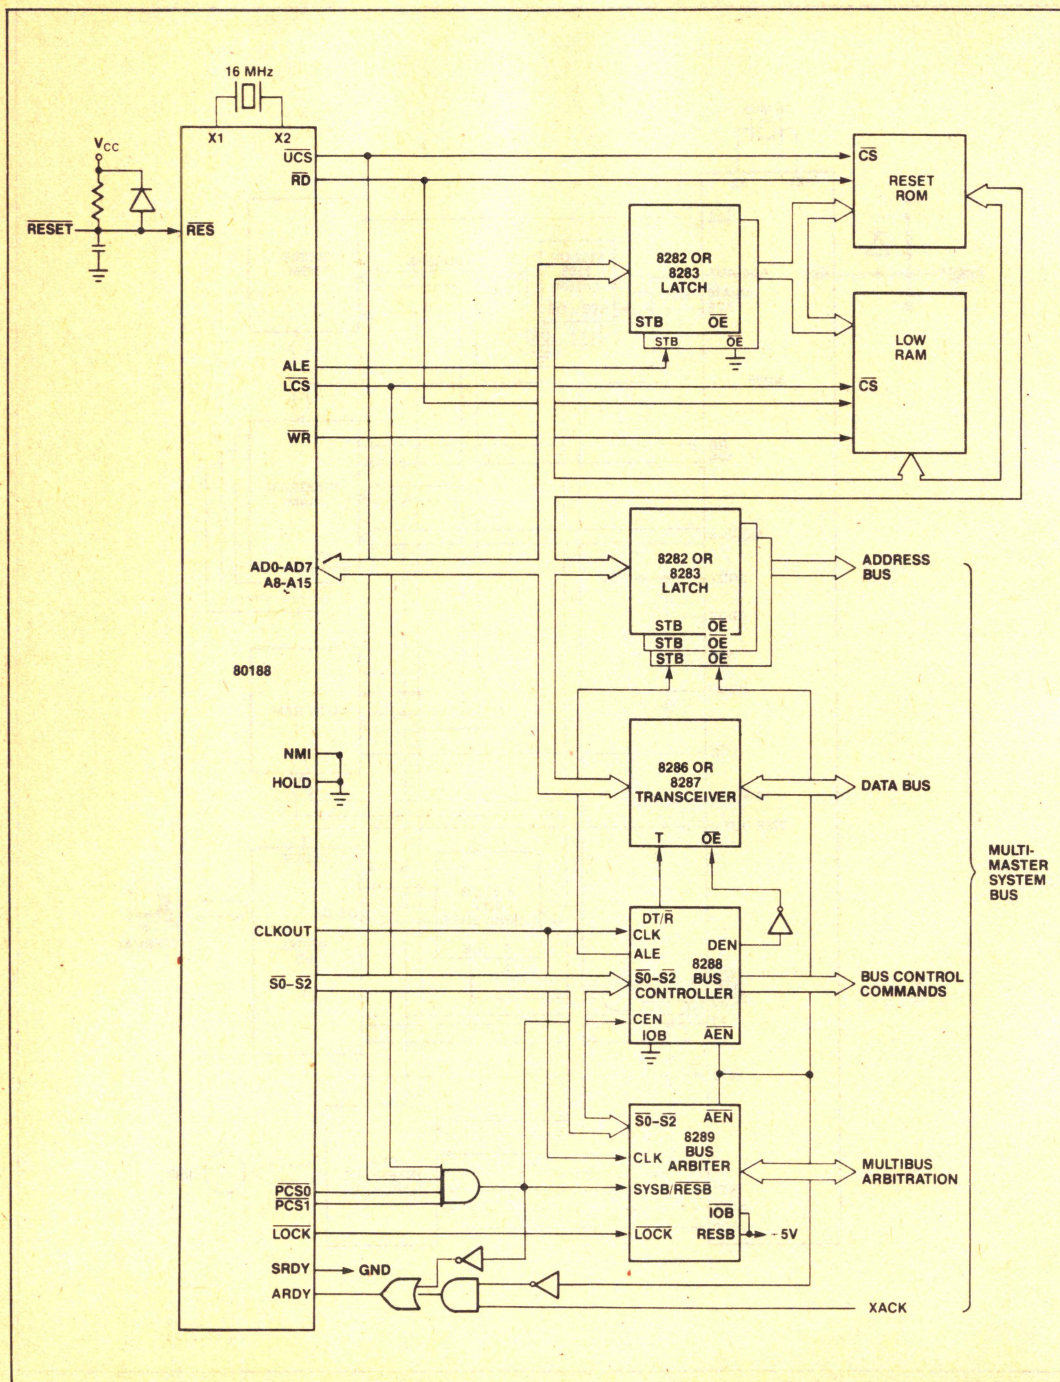 16 MHz
X1 X2
VCC
UCS
CS
RD
RESET
ROM
RESET
RES
8282 OR
8283
LATCH
STB OE
STB OE
LOW
RAM
ALE
LCS
CS
WR
AD0-AD7
A8-A15
8282 OR
8283
LATCH
ADDRESS
BUS
STB OE
STB OE
STB OE
80188
NMI
HOLD
8286 OR
8287
TRANSCEIVER
DATA BUS
T OE
MULTI-
MASTER
SYSTEM
BUS
DT/R
CLKOUT
CLK
DEN
ALE
8288
BUS
CONTROLLER
S0-S2
S0-S2
BUS CONTROL
COMMANDS
CEN
IOB
AEN
S0-S2
AEN
8289
BUS
ARBITER
CLK
MULTIBUS
ARBITRATION
PCS0
PCS1
SYSB/RESB
IOB
LOCK
LOCK
RESB
-5V
SRDY
GND
ARDY
XACK